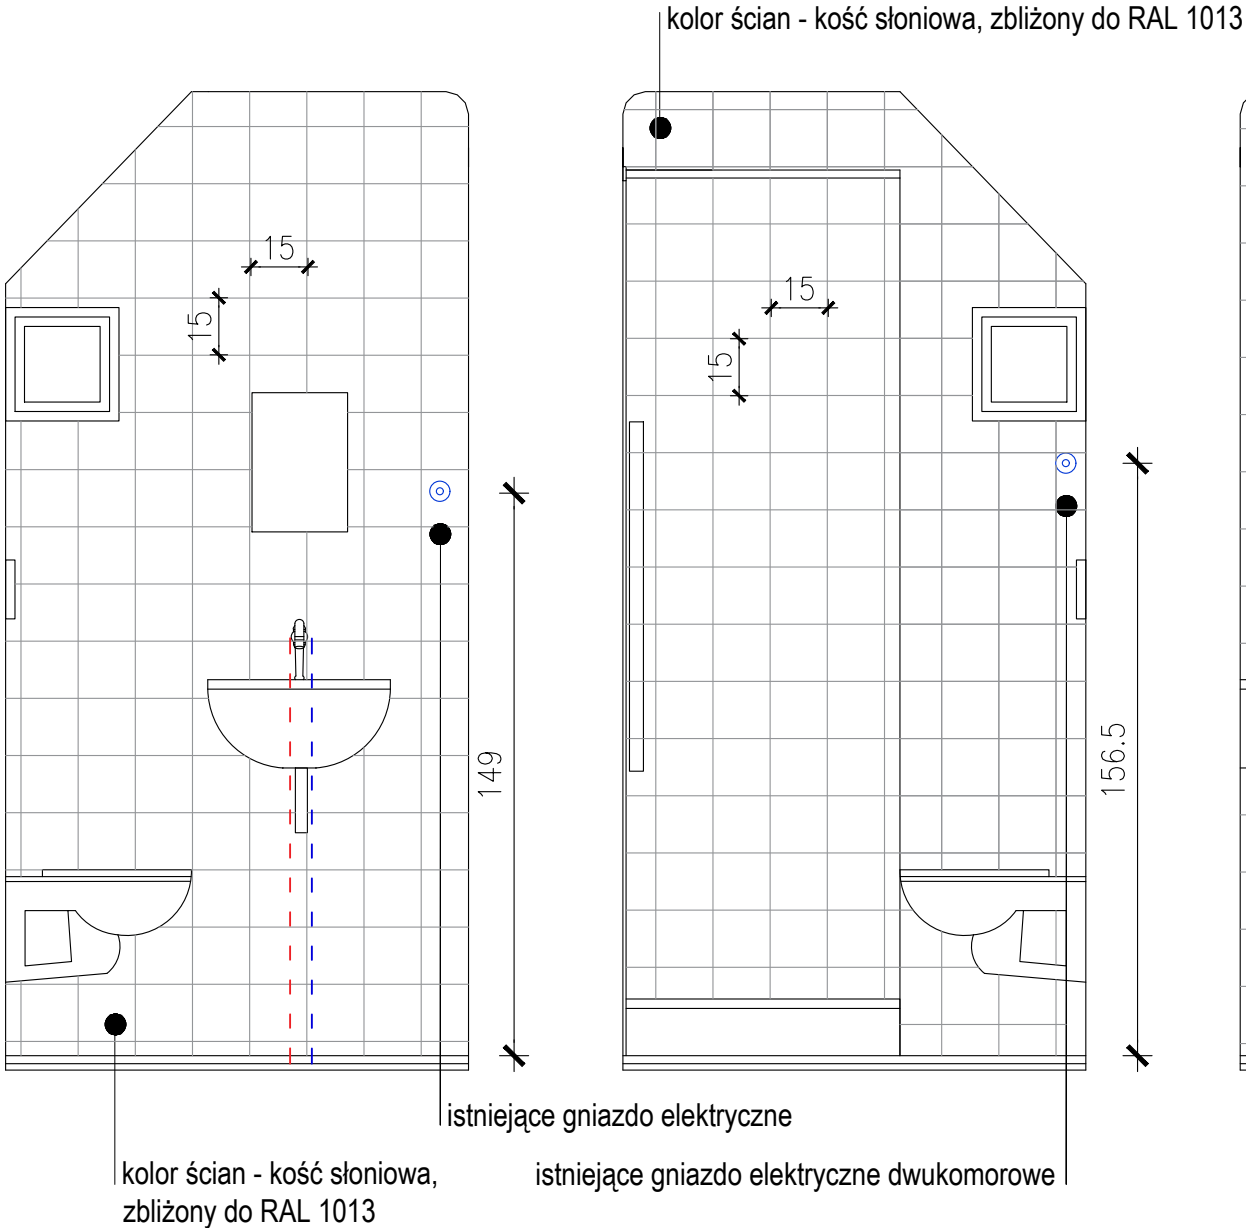 kolor ścian - kość słoniowa, zbliżony do RAL 1013
15
15
15
15
149
156.5
istniejące gniazdo elektryczne
kolor ścian - kość słoniowa,
zbliżony do RAL 1013
istniejące gniazdo elektryczne dwukomorowe